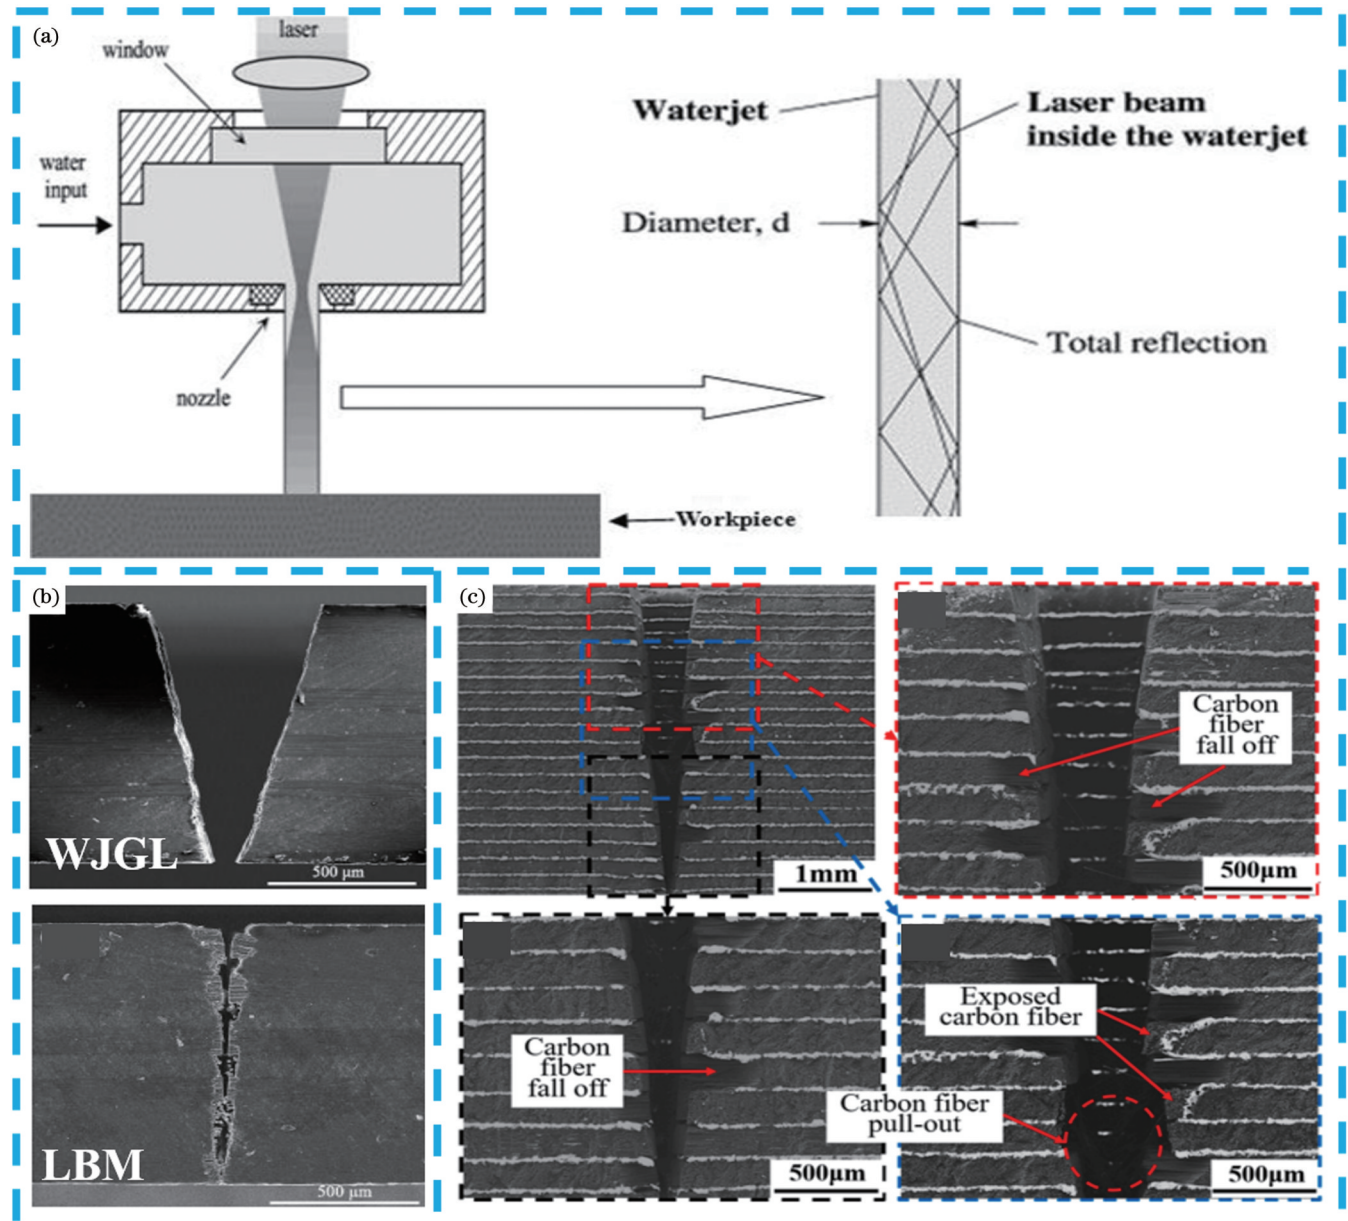 (a)
laser
window
water
input
nozzle
Workpiece
Waterjet
Laser beam
inside the waterjet
Diameter, d
Total reflection
(b)
WJGL
500 μm
LBM
500 μm
(c)
1mm
Carbon
fiber
fall off
500μm
Carbon
fiber
fall off
500μm
Exposed
carbon fiber
Carbon fiber
pull-out
500μm